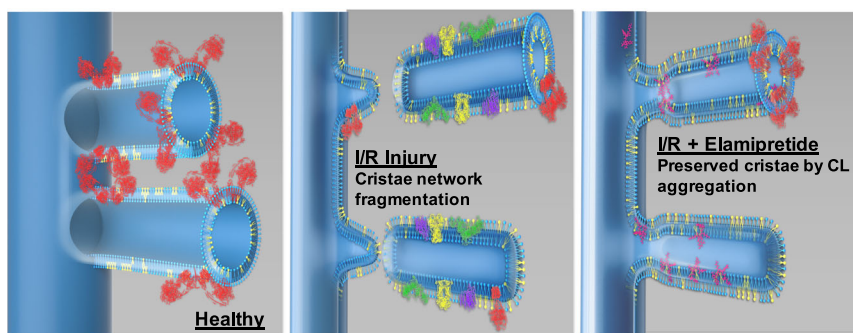 Healthy
I/R Injury
Cristae network
fragmentation
I/R + Elamipretide
Preserved cristae by CL
aggregation